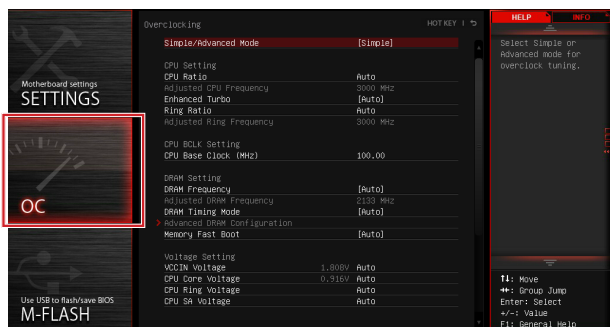 Overclocking
HOT KEY |
HELP
INFO
Simple/Advanced Mode [Simple]
CPU Setting
CPU Ratio Auto
Adjusted CPU Frequency 3000 MHz
Enhanced Turbo [Auto]
Ring Ratio Auto
Adjusted Ring Frequency 3000 MHz
CPU BCLK Setting
CPU Base Clock (MHz) 100.00
DRAM Setting
DRAM Frequency [Auto]
Adjusted DRAM Frequency 2133 MHz
DRAM Timing Mode [Auto]
> Advanced DRAM Configuration
Memory Fast Boot [Auto]
Voltage Setting
VCCIN Voltage 1.808V Auto
CPU Core Voltage 0.916V Auto
CPU Ring Voltage Auto
CPU SA Voltage Auto
Motherboard settings
SETTINGS
OC
Use USB to flash/save BIOS
M-FLASH
Select Simple or
Advanced mode for
overclock tuning.
↑↓: Move
Group Jump
Enter: Select
+/-: Value
F1: General Help